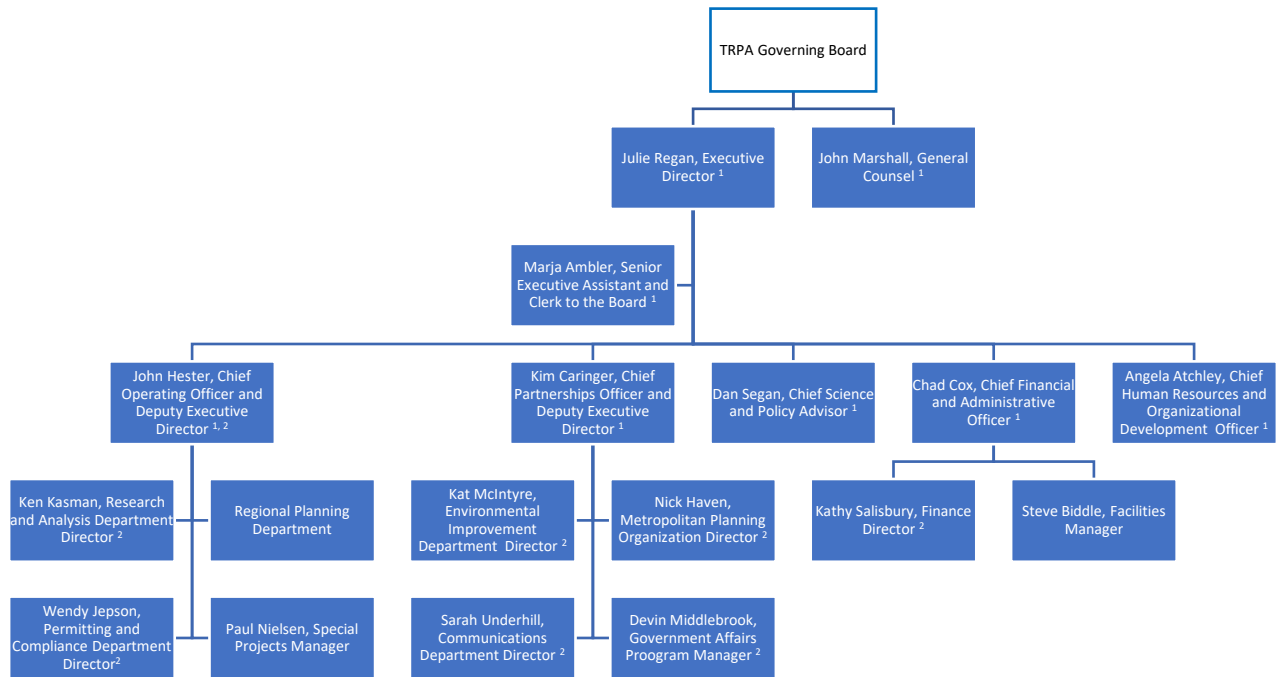 TRPA Governing Board
Julie Regan, Executive
Director ¹
John Marshall, General
Counsel ¹
Marja Ambler, Senior
Executive Assistant and
Clerk to the Board ¹
John Hester, Chief
Operating Officer and
Deputy Executive
Director ¹, ²
Kim Caringer, Chief
Partnerships Officer and
Deputy Executive
Director ¹
Dan Segan, Chief Science
and Policy Advisor ¹
Chad Cox, Chief Financial
and Administrative
Officer ¹
Angela Atchley, Chief
Human Resources and
Organizational
Development Officer ¹
Ken Kasman, Research
and Analysis Department
Director ²
Regional Planning
Department
Kat McIntyre,
Environmental
Improvement
Department Director ²
Nick Haven,
Metropolitan Planning
Organization Director ²
Kathy Salisbury, Finance
Director ²
Steve Biddle, Facilities
Manager
Wendy Jepson,
Permitting and
Compliance Department
Director²
Paul Nielsen, Special
Projects Manager
Sarah Underhill,
Communications
Department Director ²
Devin Middlebrook,
Government Affairs
Proogram Manager ²